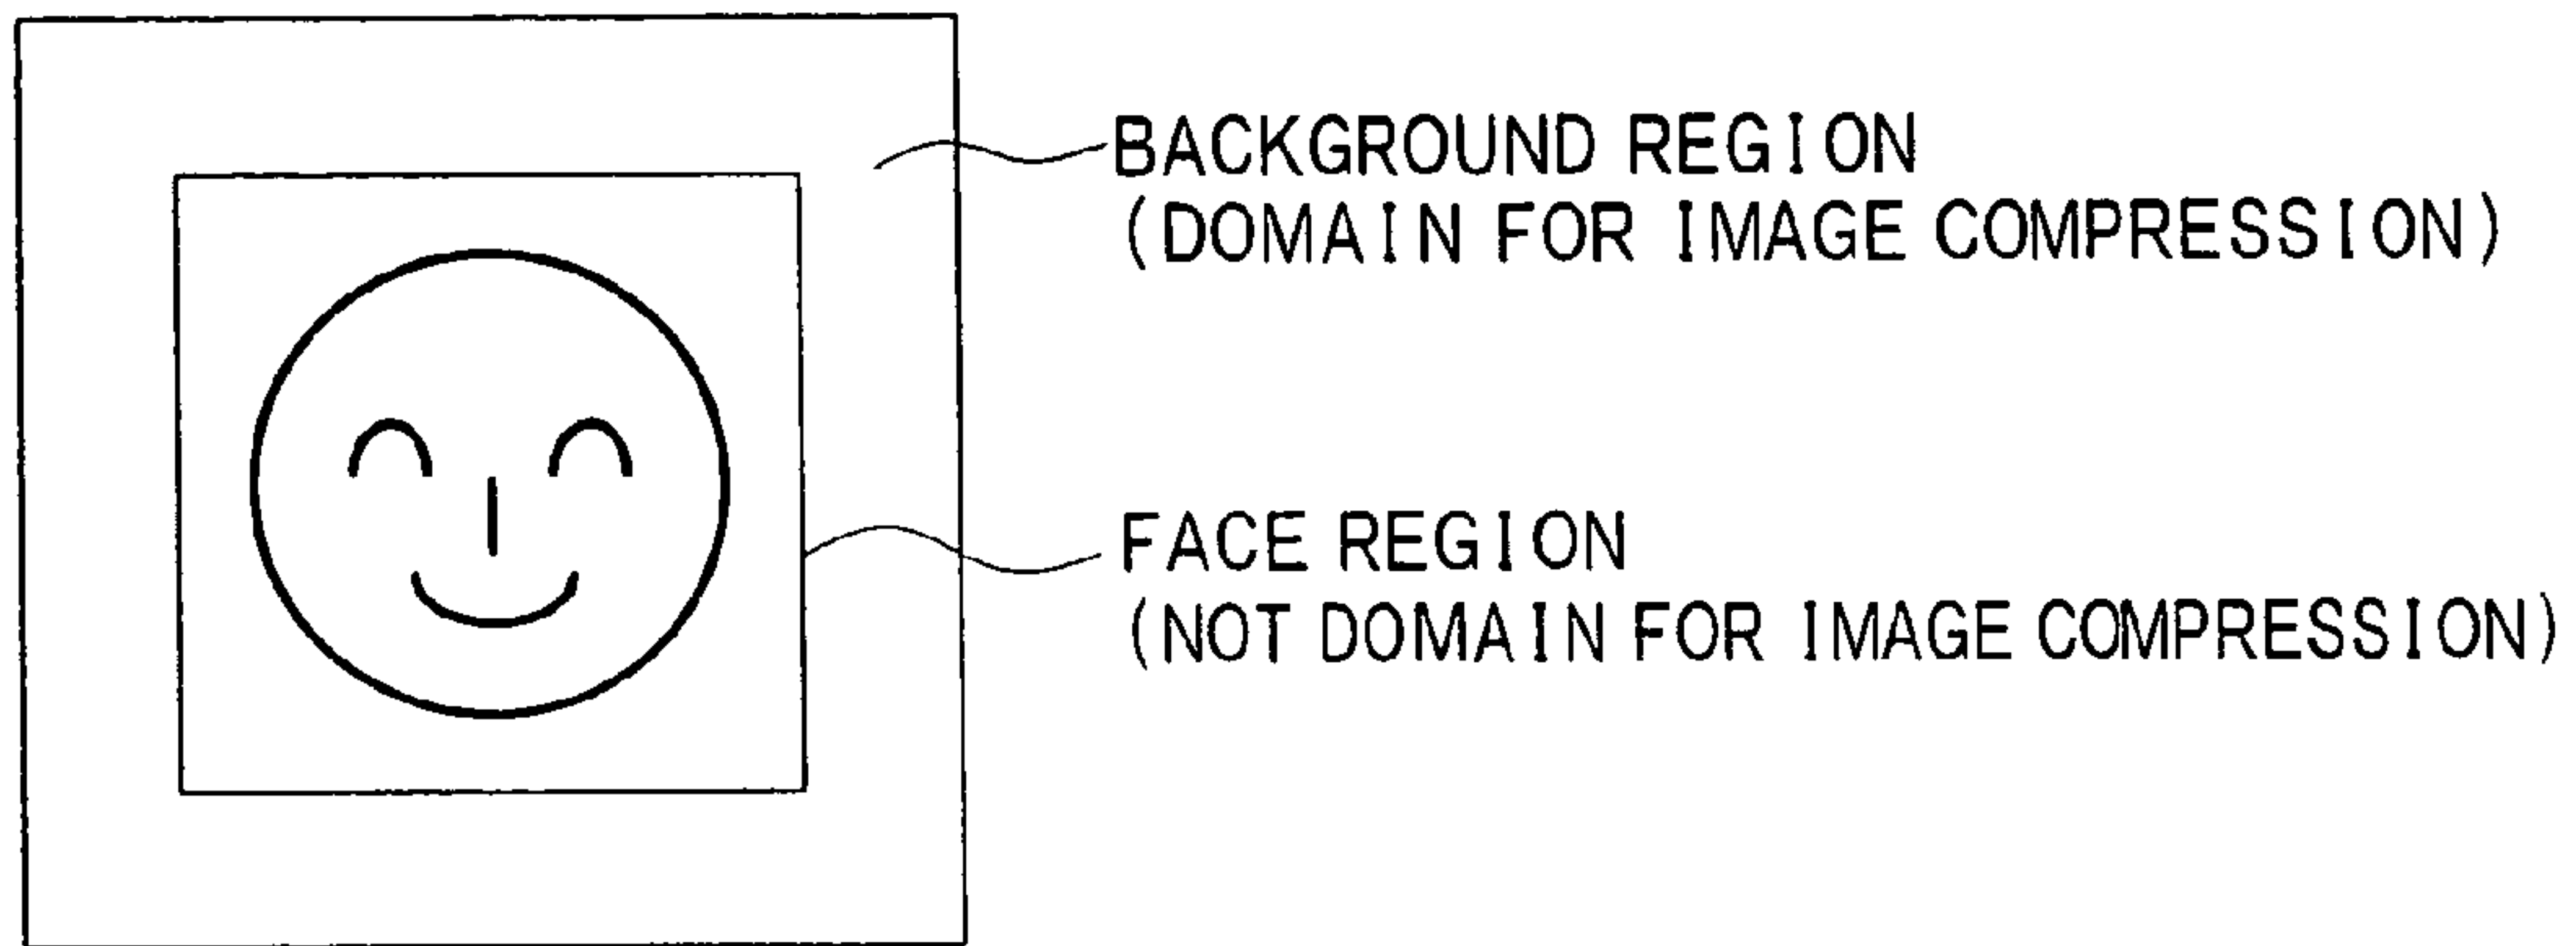 BACKGROUND REGION
(DOMAIN FOR IMAGE COMPRESSION)
FACE REGION
(NOT DOMAIN FOR IMAGE COMPRESSION)